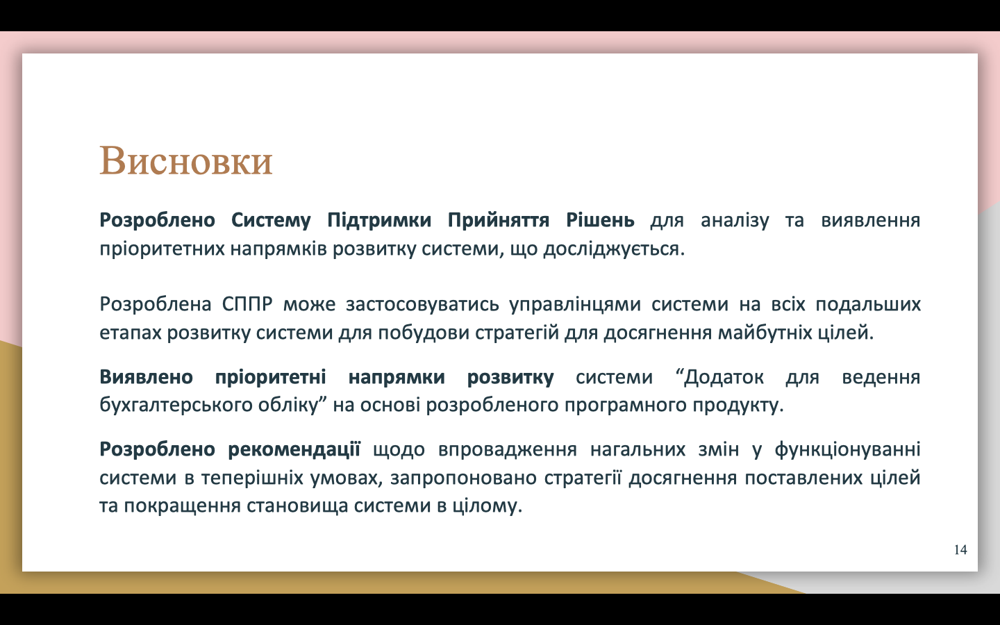 Висновки
Розроблено Систему Підтримки Прийняття Рішень для аналізу та виявлення
пріоритетних напрямків розвитку системи, що досліджується.
Розроблена СППР може застосовуватись управлінцями системи на всіх подальших
етапах розвитку системи для побудови стратегій для досягнення майбутніх цілей.
Виявлено пріоритетні напрямки розвитку системи “Додаток для ведення
бухгалтерського обліку” на основі розробленого програмного продукту.
Розроблено рекомендації щодо впровадження нагальних змін у функціонуванні
системи в теперішніх умовах, запропоновано стратегії досягнення поставлених цілей
та покращення становища системи в цілому.
14